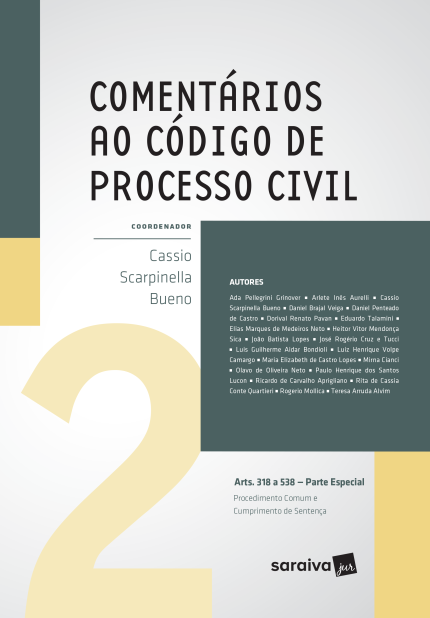 COMENTÁRIOS
AO CÓDIGO DE
PROCESSO CIVIL
COORDENADOR
Cassio
Scarpinella
Bueno
AUTORES
Ada Pellegrini Grinover ▪ Arlete Inês Aurelli ▪ Cassio
Scarpinella Bueno ▪ Daniel Brajal Veiga ▪ Daniel Penteado
de Castro ▪ Dorival Renato Pavan ▪ Eduardo Talamini ▪
Elias Marques de Medeiros Neto ▪ Heitor Vitor Mendonça
Sica ▪ João Batista Lopes ▪ José Rogério Cruz e Tucci
▪ Luis Guilherme Aidar Bondioli ▪ Luiz Henrique Volpe
Camargo ▪ Maria Elizabeth de Castro Lopes ▪ Mirna Cianci
▪ Olavo de Oliveira Neto ▪ Paulo Henrique dos Santos
Lucon ▪ Ricardo de Carvalho Aprigliano ▪ Rita de Cassia
Conte Quartieri ▪ Rogerio Mollica ▪ Teresa Arruda Alvim
2
Arts. 318 a 538 – Parte Especial
Procedimento Comum e
Cumprimento de Sentença
saraiva jur